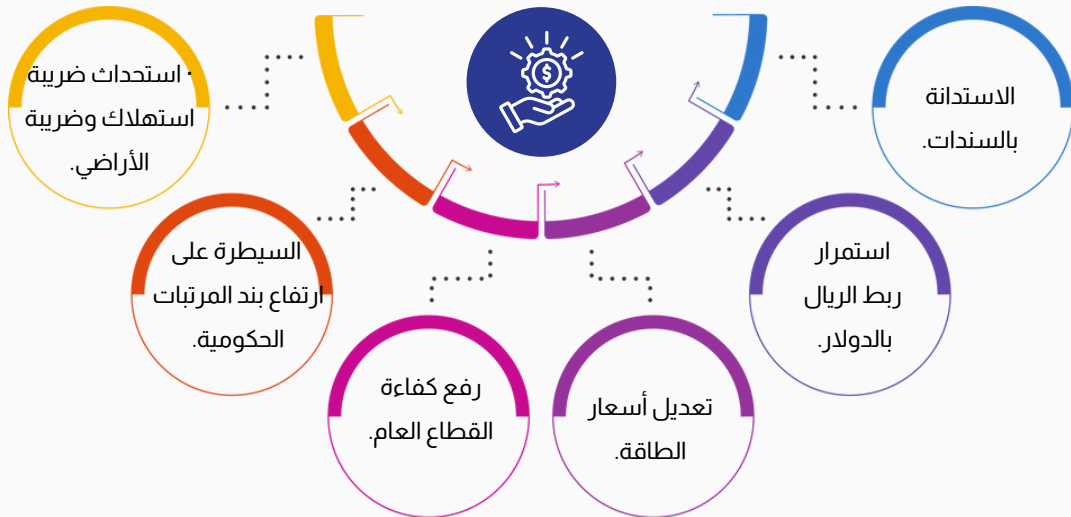 الاستدانة
بالسندات.
استمرار
ربط الريال
بالدولار.
تعديل أسعار
الطاقة.
رفع كفاءة
القطاع العام.
السيطرة على
ارتفاع بند المرتبات
الحكومية.
· استحداث ضريبة
استهلاك وضريبة
الأراضي.
$